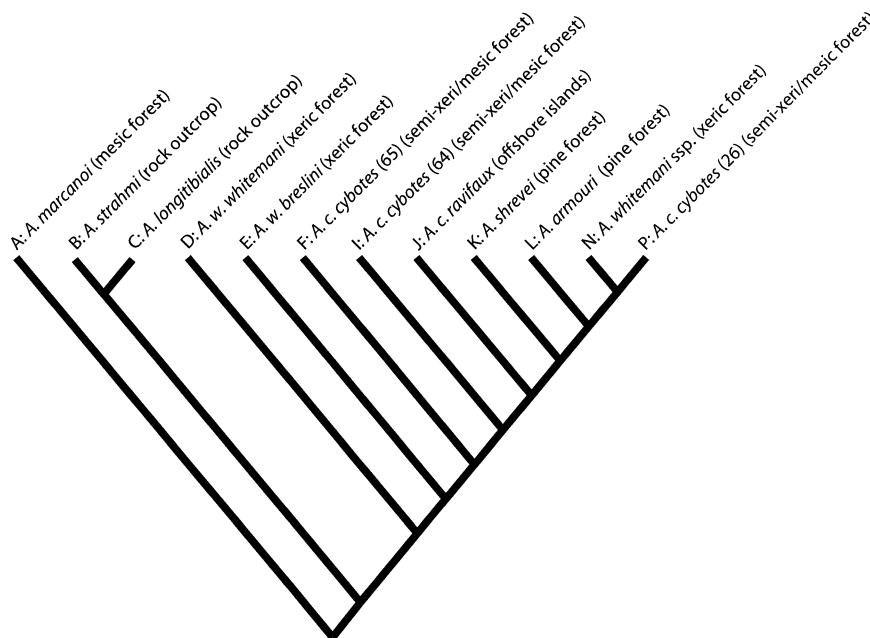 A: A. marcanoi (mesic forest)
B: A. strahmi (rock outcrop)
C: A. longitibialis (rock outcrop)
D: A. w. whitemani (xeric forest)
E: A. w. breslini (xeric forest)
F: A. c. cybotes (65) (semi-xeri/mesic forest)
I: A. c. cybotes (64) (semi-xeri/mesic forest)
J: A. c. ravifaux (offshore islands)
K: A. shrevei (pine forest)
L: A. armouri (pine forest)
N: A. whitemani ssp. (xeric forest)
P: A. c. cybotes (26) (semi-xeri/mesic forest)